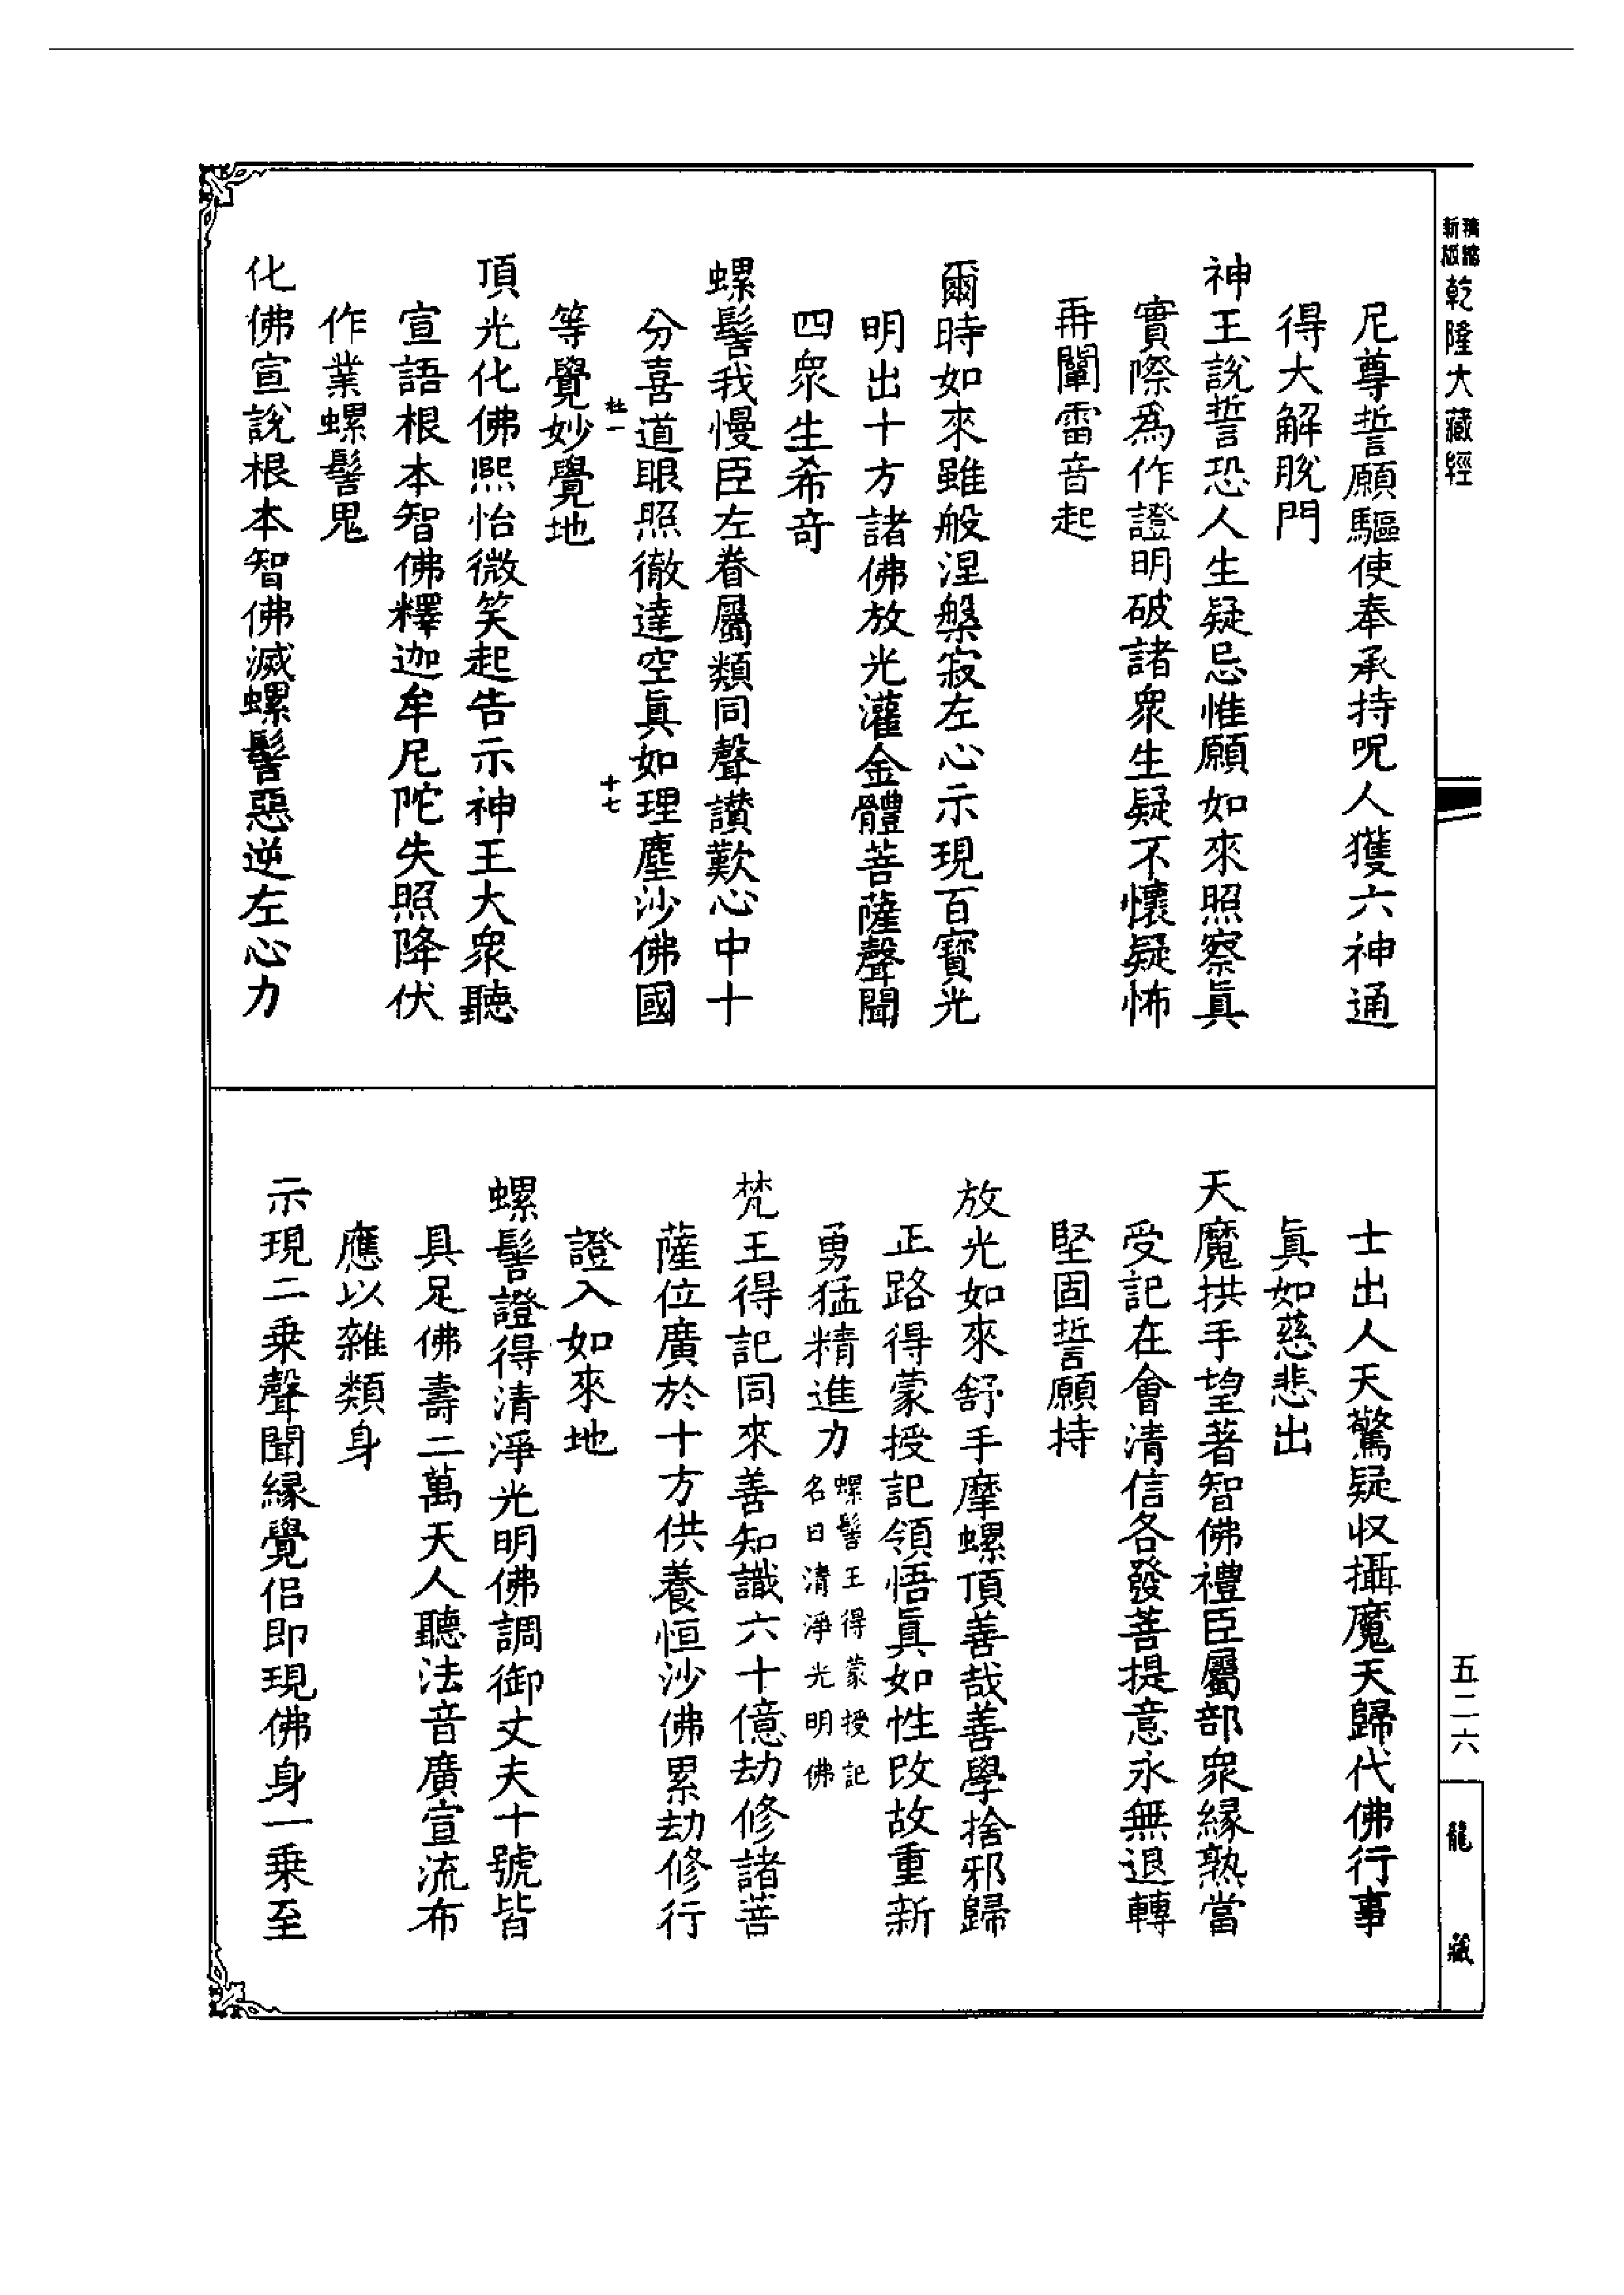 新版
乾隆大藏經
尼尊誓願驅使奉承持呪人獲六神通
得大解脫門
神王說誓恐人生疑忌惟願如來照察眞
實際爲作證明破諸衆生疑不懷疑怖
再闡雷音起
爾時如來雖般涅槃寂左心示現百寶光
明出十方諸佛放光灌金體菩薩聲聞
四衆生希奇
螺髻我慢臣左眷屬類同聲讃歎心中十
分喜道眼照徹達空眞如理塵沙佛國
杜一
十七
等覺妙覺地
頂光化佛熙怡微笑起告示神王大衆聽
宣語根本智佛釋迦牟尼陀失照降伏
作業螺髻鬼
化佛宣說根本智佛滅螺髻惡逆左心力
士出人天驚疑収攝魔天歸代佛行事
眞如慈悲出
天魔拱手望著智佛禮臣屬部衆緣熟當
受記在會清信各發菩提意永無退轉
堅固誓願持
放光如來舒手摩螺頂善哉善學捨邪歸
正路得蒙授記領悟眞如性改故重新
勇猛精進力
螺髻王得蒙授記
名曰清淨光明佛
梵王得記同來善知識六十億劫修諸菩
薩位廣於十方供養恒沙佛累劫修行
證入如來地
螺髻證得清淨光明佛調御丈夫十號皆
具足佛壽二萬天人聽法音廣宣流布
應以雜類身
示現二乗聲聞緣覺侶即現佛身一乗至
五二六
龍藏